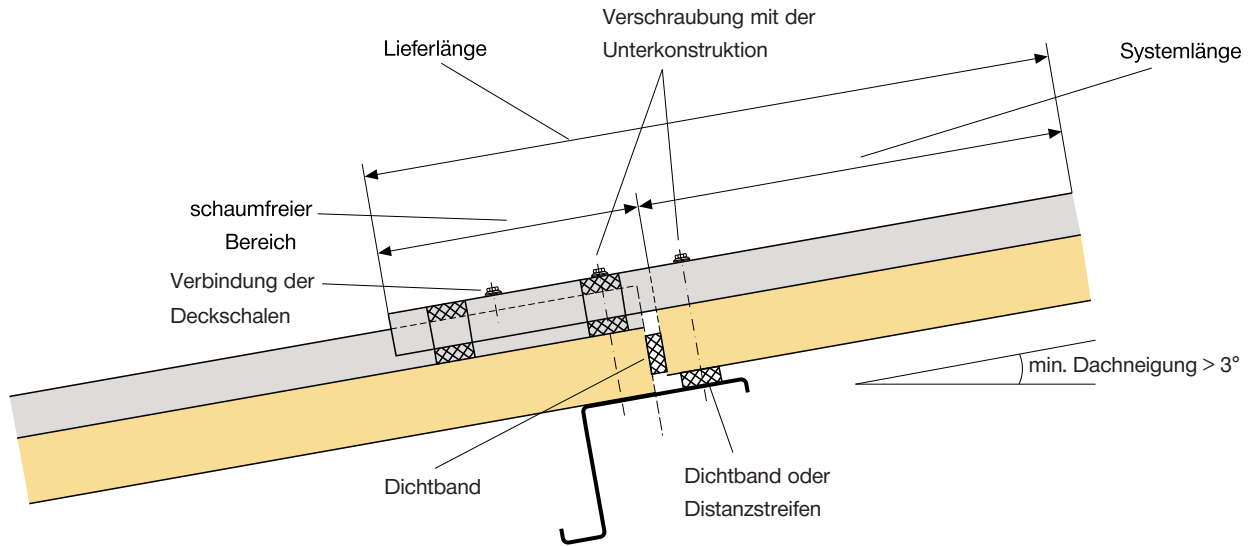 Verschraubung mit der
Unterkonstruktion
Lieferlänge
Systemlänge
schaumfreier
Bereich
Verbindung der
Deckschalen
min. Dachneigung > 3°
Dichtband
Dichtband oder
Distanzstreifen